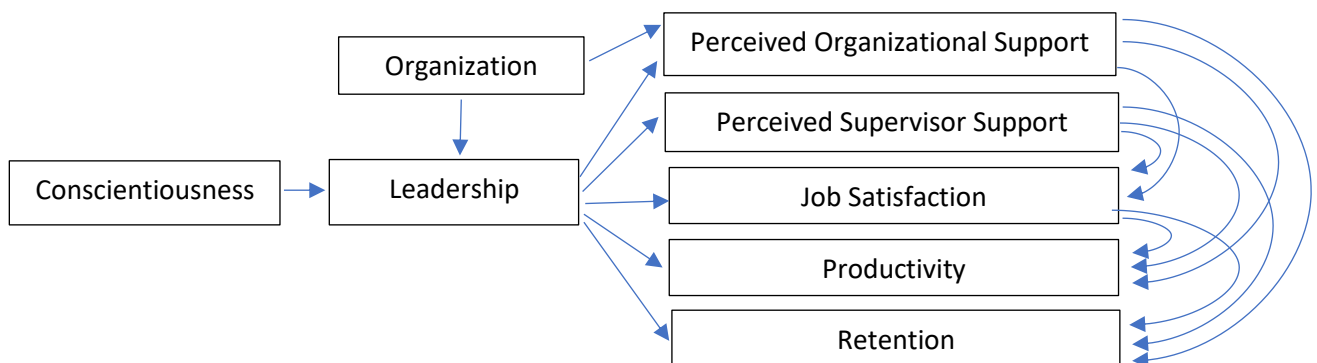 Perceived Organizational Support
Organization
Perceived Supervisor Support
Conscientiousness
Leadership
Job Satisfaction
Productivity
Retention